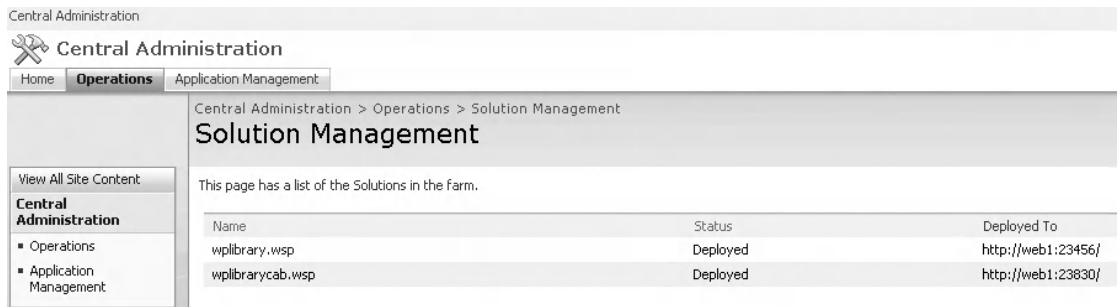 Central Administration
Central Administration
Home Operations Application Management
Central Administration > Operations > Solution Management
Solution Management
View All Site Content
Central
Administration
Operations
Application
Management
This page has a list of the Solutions in the farm.
Name Status Deployed To
wplibrary.wsp Deployed http://web1:23456/
wplibrarycab.wsp Deployed http://web1:23830/